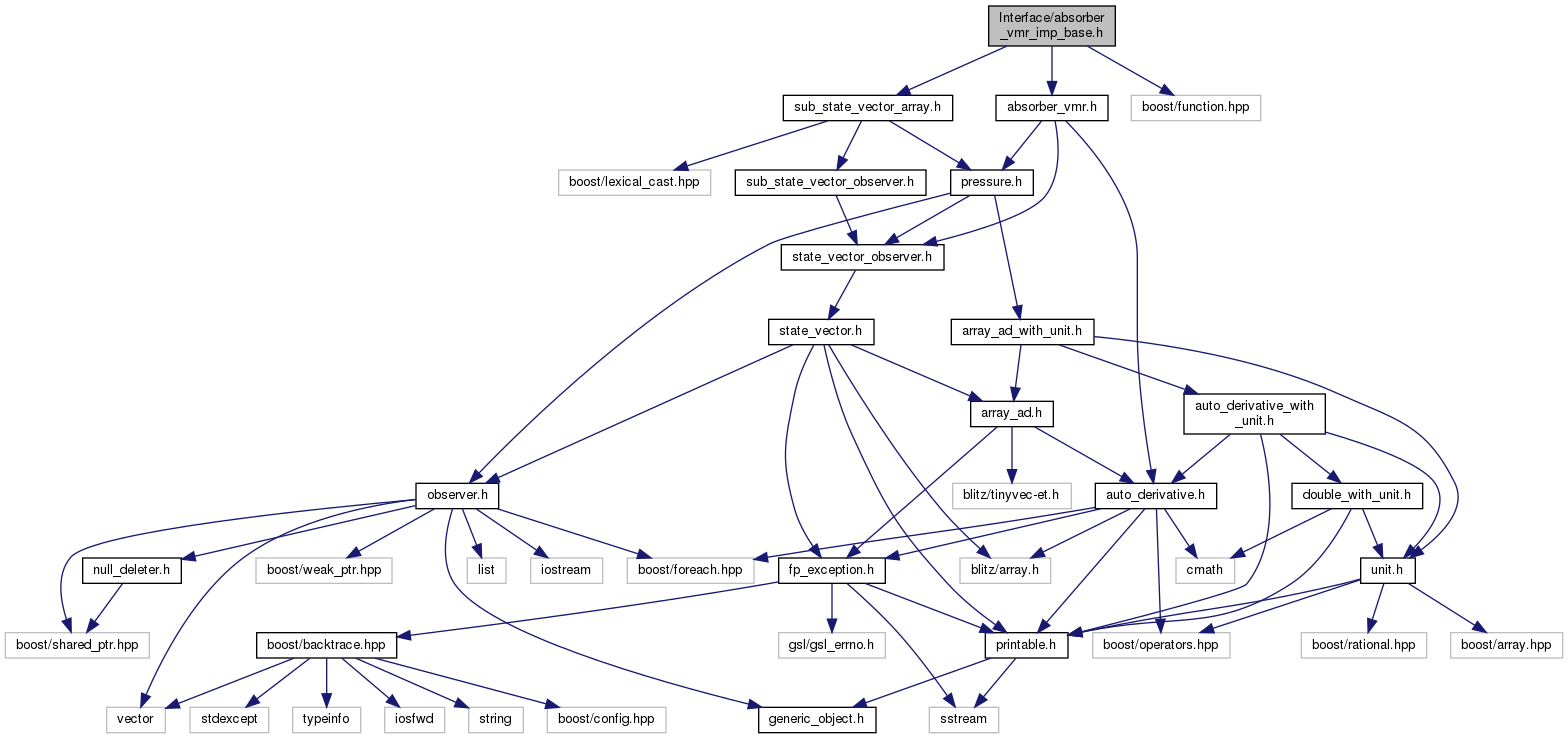 Interface/absorber
_vmr_imp_base.h
sub_state_vector_array.h
absorber_vmr.h
boost/function.hpp
boost/lexical_cast.hpp
sub_state_vector_observer.h
pressure.h
state_vector_observer.h
state_vector.h
array_ad_with_unit.h
array_ad.h
auto_derivative_with
_unit.h
observer.h
blitz/tinyvec-et.h
auto_derivative.h
double_with_unit.h
null_deleter.h
boost/weak_ptr.hpp
list
iostream
boost/foreach.hpp
fp_exception.h
blitz/array.h
cmath
unit.h
boost/shared_ptr.hpp
boost/backtrace.hpp
gsl/gsl_errno.h
printable.h
boost/operators.hpp
boost/rational.hpp
boost/array.hpp
vector
stdexcept
typeinfo
iosfwd
string
boost/config.hpp
generic_object.h
sstream